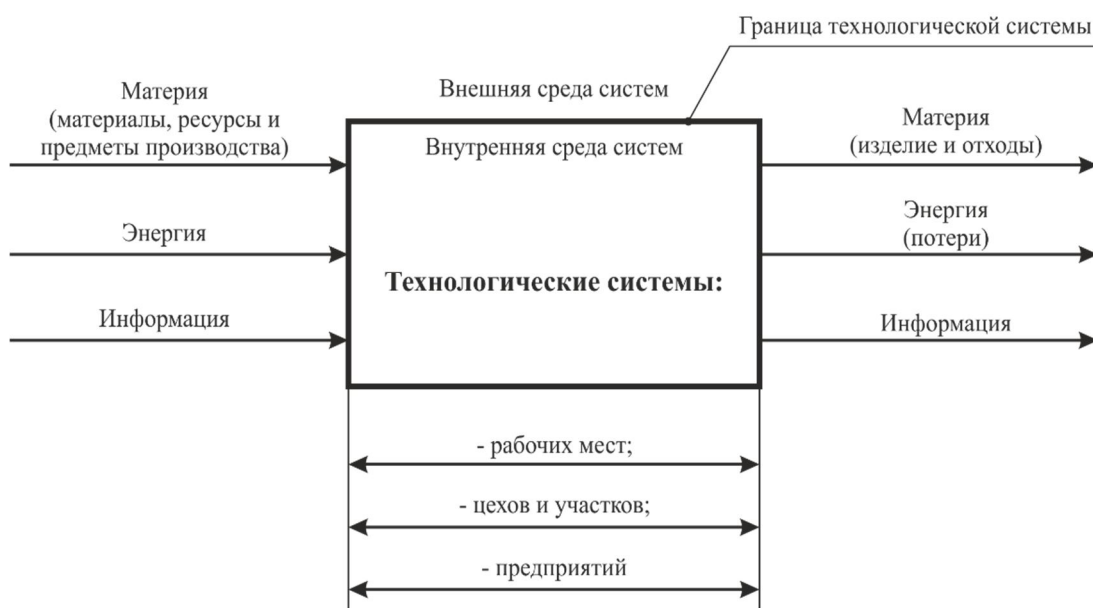 Граница технологической системы
Внешняя среда систем
Материя
(материалы, ресурсы и
предметы производства)
Внутренняя среда систем
Материя
(изделие и отходы)
Энергия
Энергия
(потери)
Технологические системы:
Информация
Информация
- рабочих мест;
- цехов и участков;
- предприятий